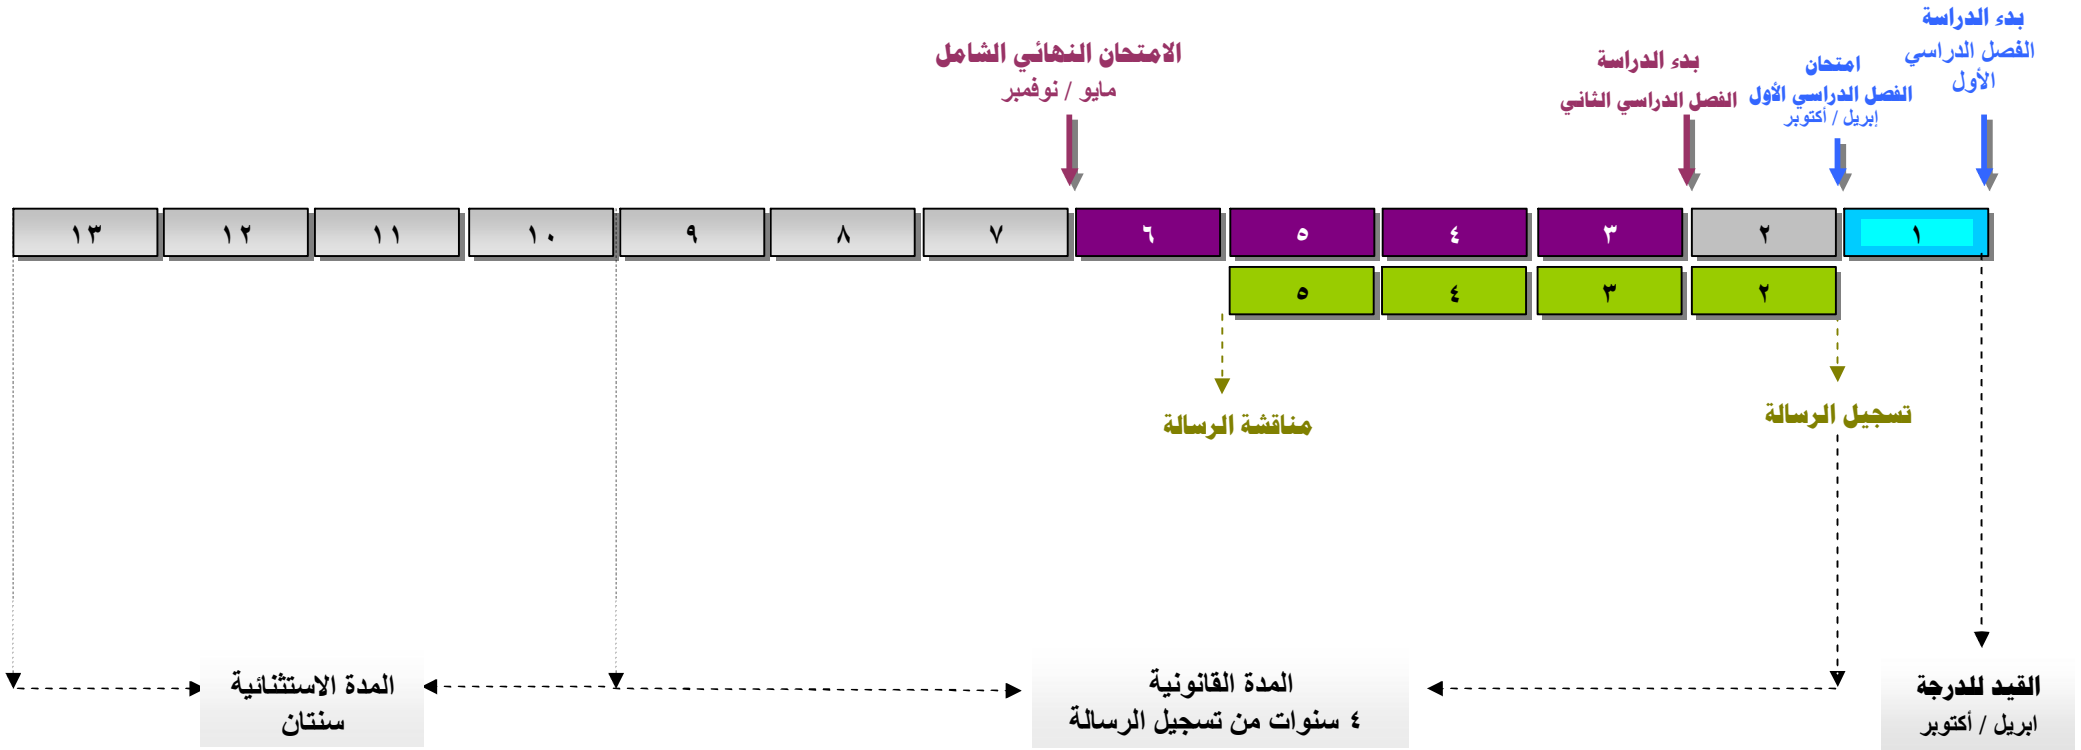 بدء الدراسة
الفصل الدراسي
الأول
امتحان
الفصل الدراسي الأول
إبريل / أكتوبر
بدء الدراسة
الفصل الدراسي الثاني
الامتحان النهائي الشامل
مايو / نوفمبر
١
٢
٣
٤
٥
٦
٧
٨
٩
١٠
١١
١٢
١٣
٢
٣
٤
٥
تسجيل الرسالة
مناقشة الرسالة
القيد للدرجة
ابريل / أكتوبر
المدة القانونية
٤ سنوات من تسجيل الرسالة
المدة الاستثنائية
سنتان